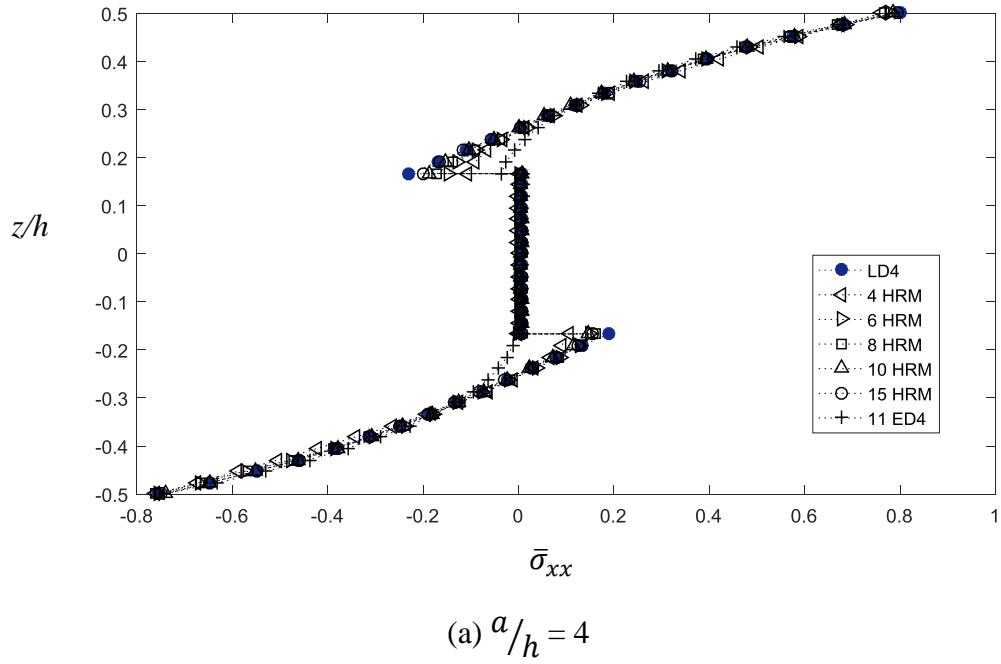 0.5
0.4
0.3
0.2
0.1
0
-0.1
-0.2
-0.3
-0.4
-0.5
z/h
LD4
4 HRM
6 HRM
8 HRM
10 HRM
15 HRM
11 ED4
-0.8 -0.6 -0.4 -0.2 0 0.2 0.4 0.6 0.8 1
σ̄xx
(a) a/h = 4